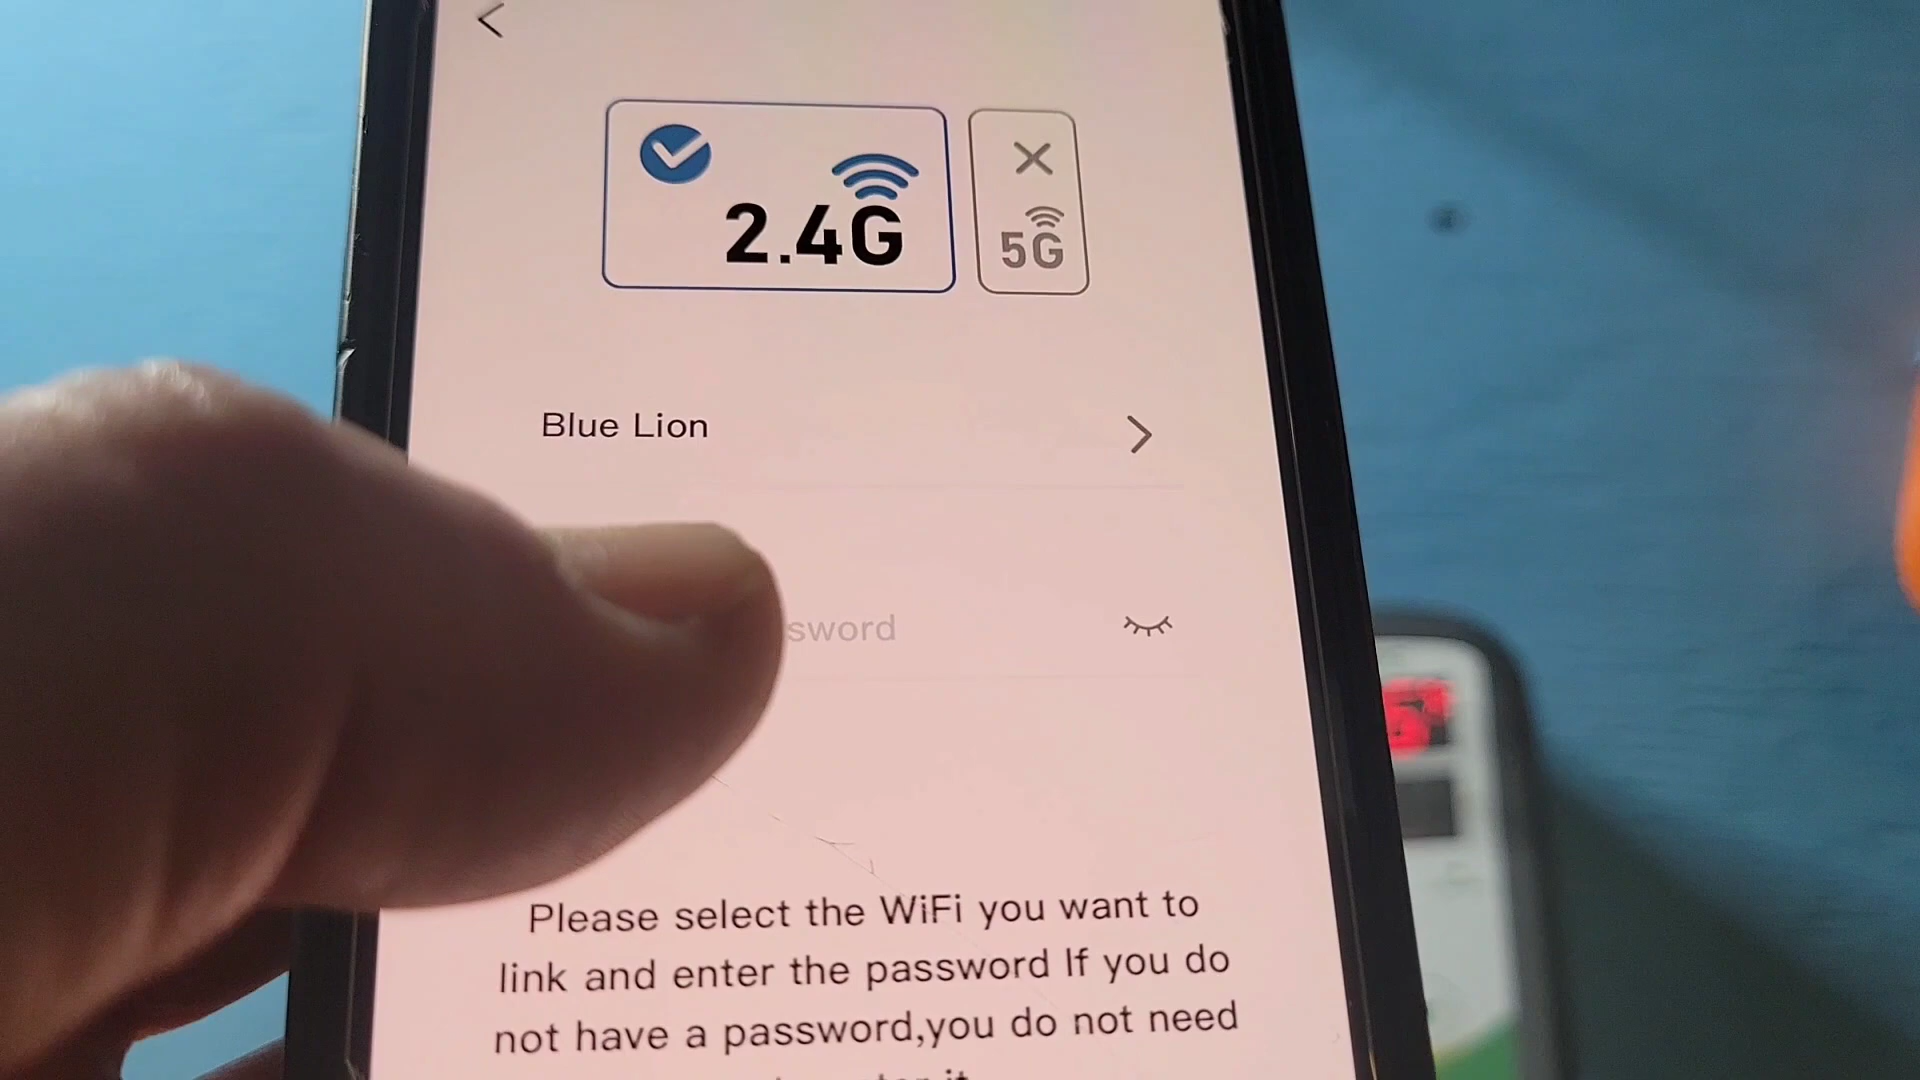 2.4G
5G
Blue Lion
sword
Please select the WiFi you want to
link and enter the password If you do
not have a password,you do not need
it